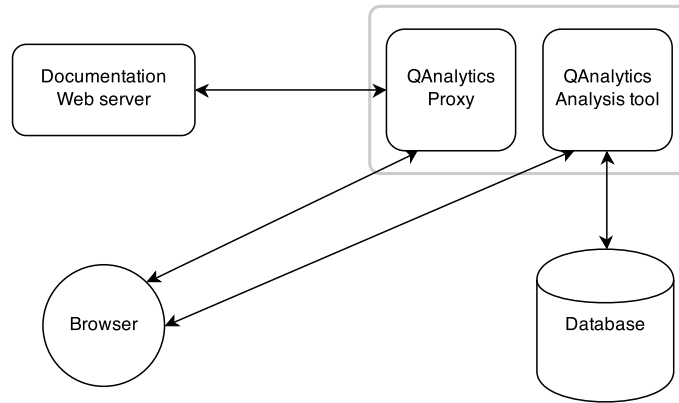 Documentation
Web server
QAnalytics
Proxy
QAnalytics
Analysis tool
Browser
Database